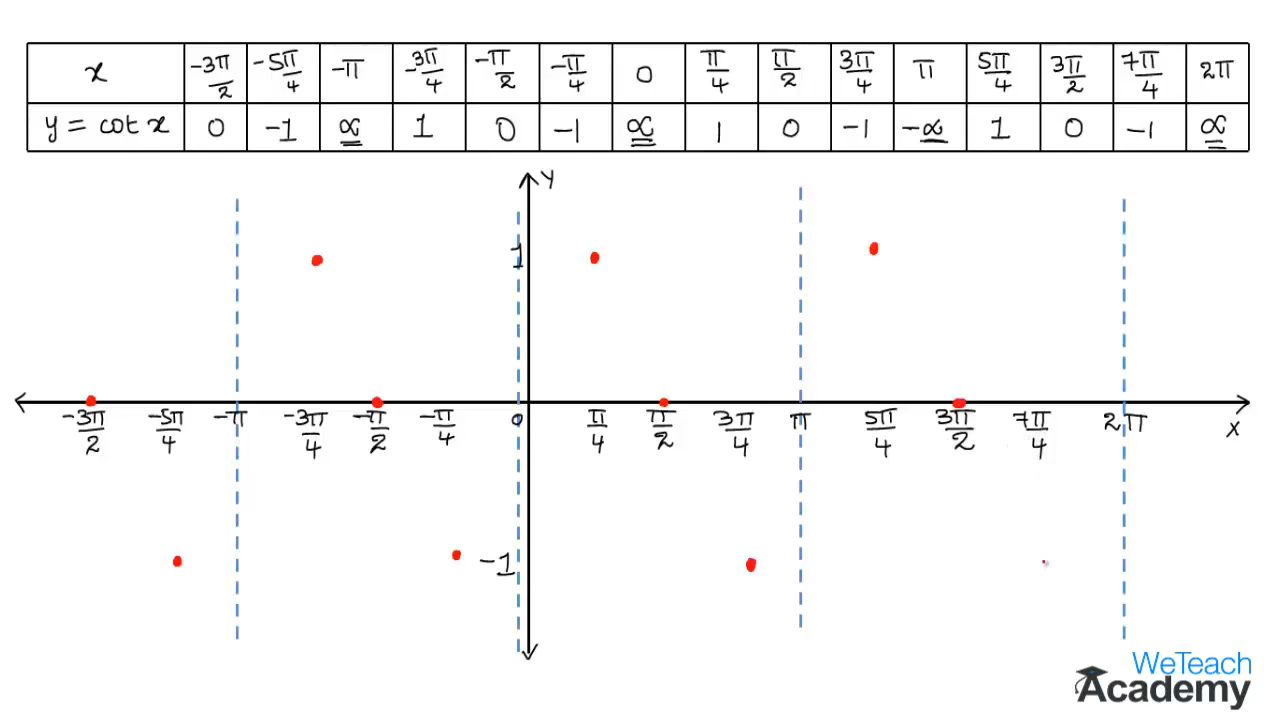 x -3π/2 -5π/4 -π -3π/4 -π/2 -π/4 0 π/4 π/2 3π/4 π 5π/4 3π/2 7π/4 2π
y = cot x 0 -1 ∝ 1 0 -1 ∝ 1 0 -1 -∝ 1 0 -1 ∝
Y
1
-3π/2 -5π/4 -π -3π/4 -π/2 -π/4 0 π/4 π/2 3π/4 π 5π/4 3π/2 7π/4 2π
X
-1
WeTeach
Academy